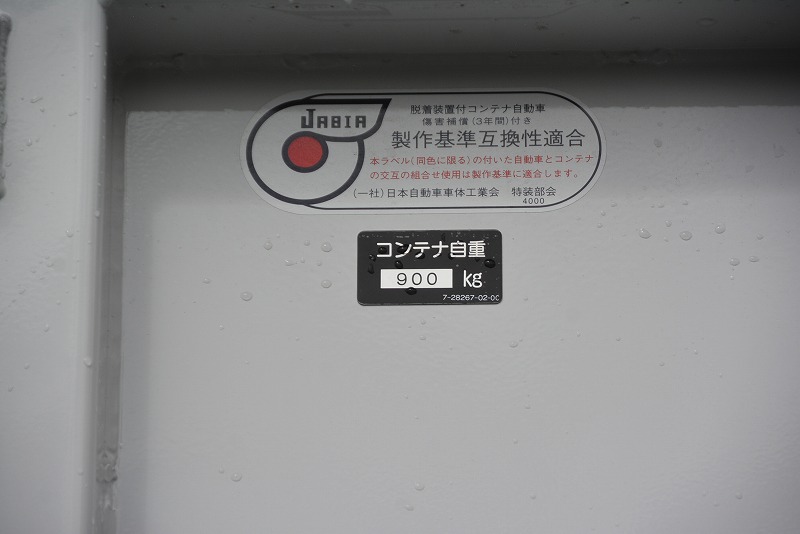 JABIA
脱着装置付コンテナ自動車
傷害補償(3年間)付き
製作基準互換性適合
本ラベル(同色に限る)の付いた自動車とコンテナ
の交互の組合せ使用は製作基準に適合します。
(一社)日本自動車車体工業会 特装部会
4000
コンテナ自重
900 kg
7-28267-02-00